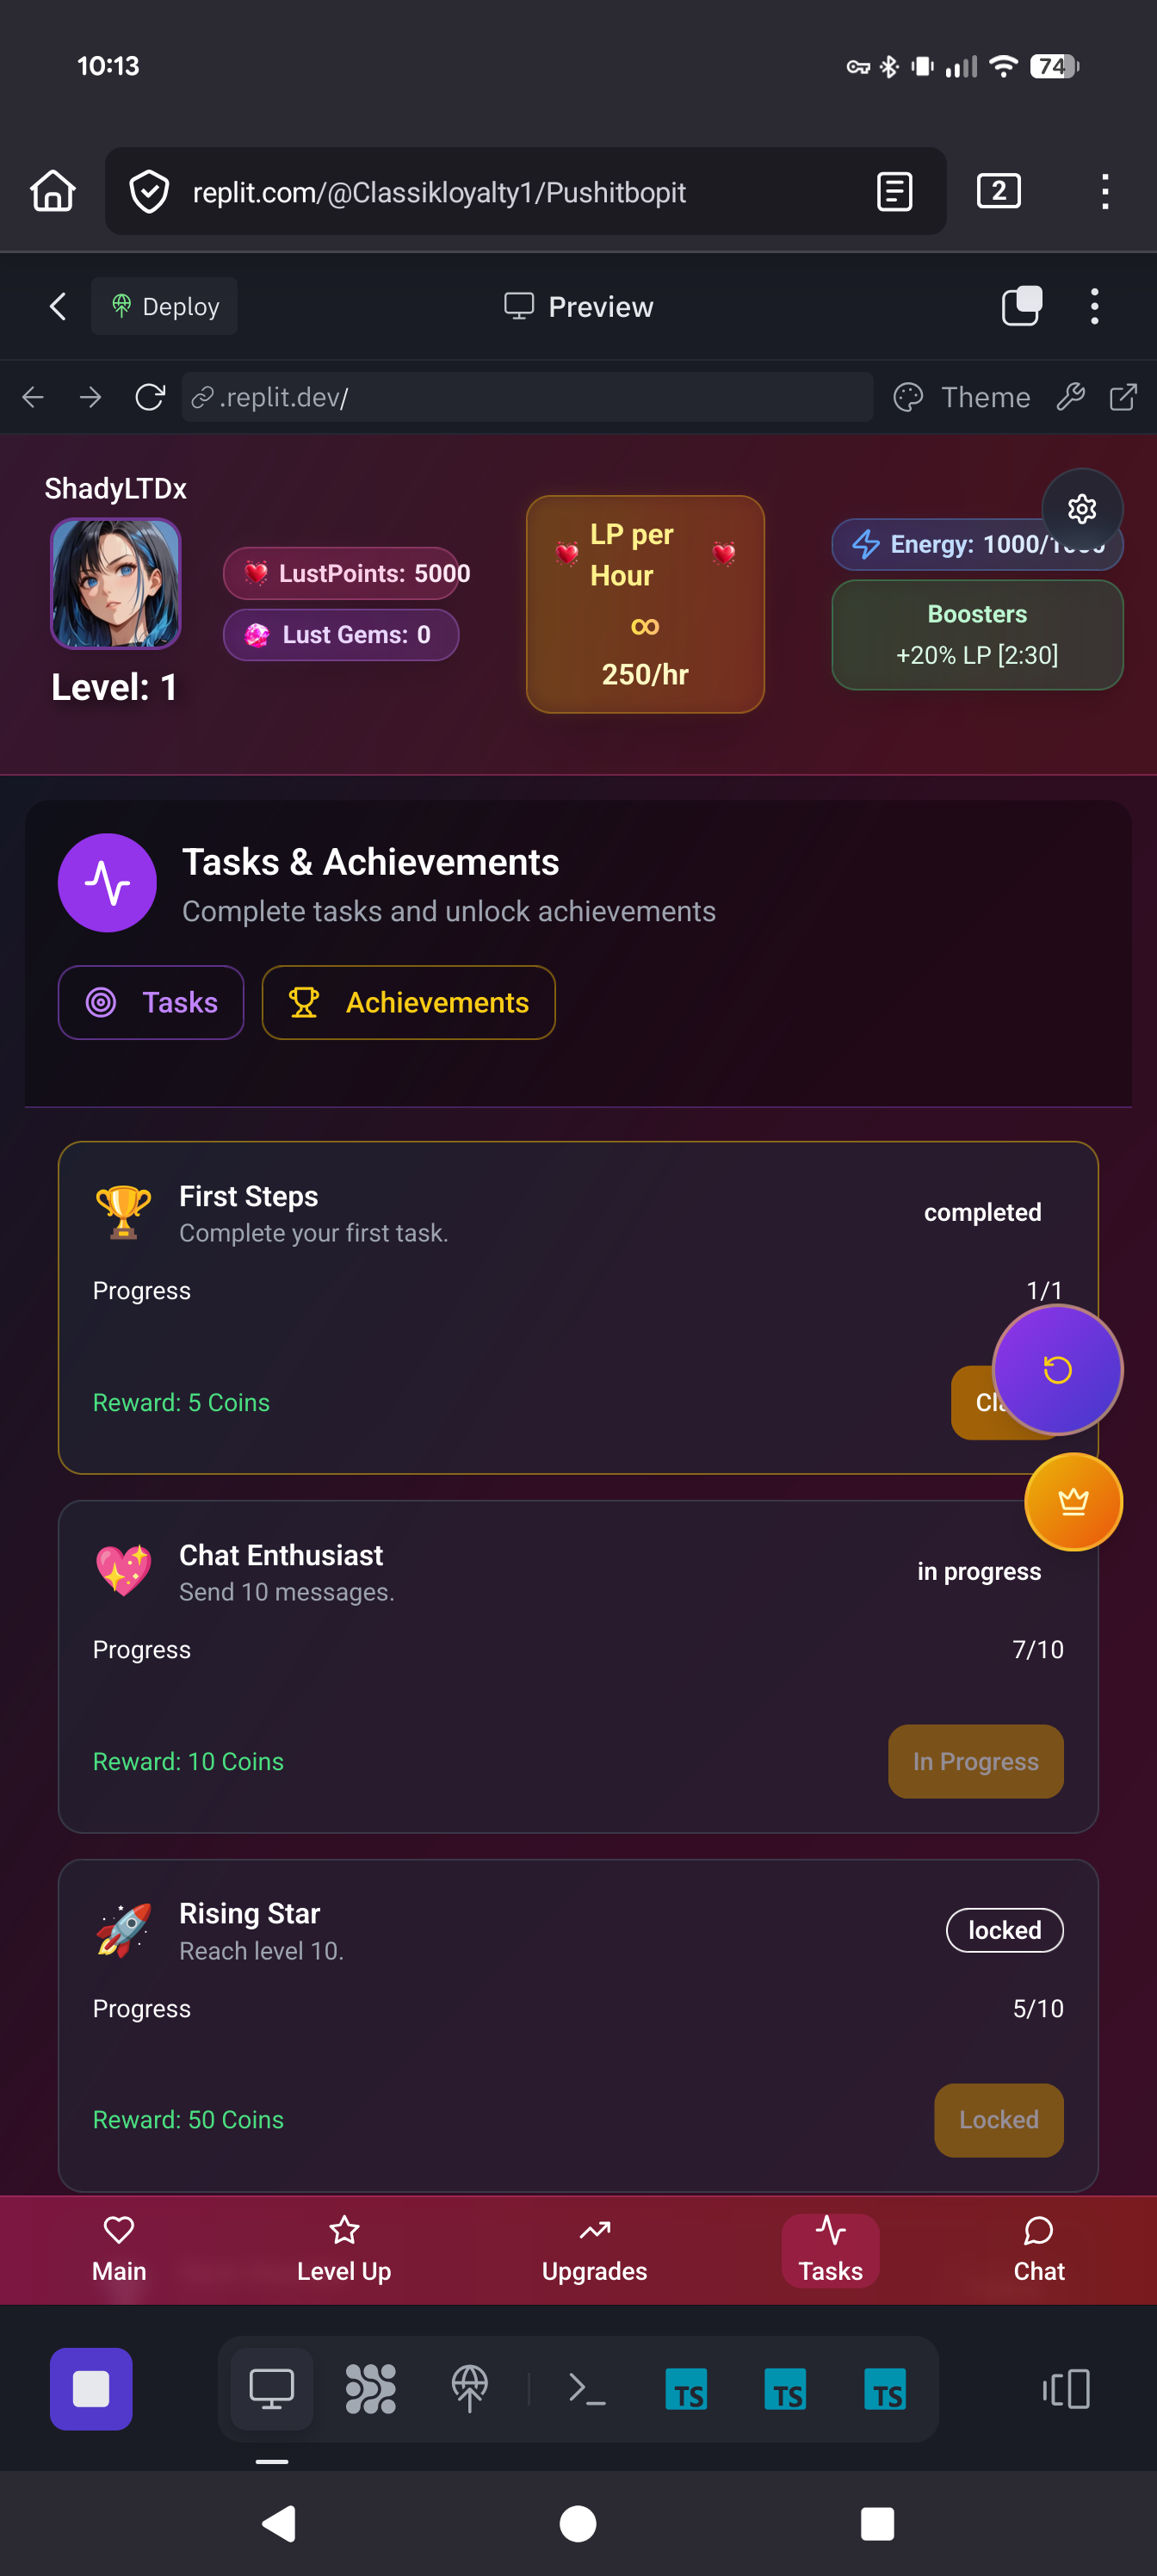 10:13
74
replit.com/@Classikloyalty1/Pushitbopit
2
Deploy
Preview
.replit.dev/
Theme
ShadyLTDx
Level: 1
LustPoints: 5000
Lust Gems: 0
LP per
Hour
∞
250/hr
Energy: 1000/1000
Boosters
+20% LP [2:30]
Tasks & Achievements
Complete tasks and unlock achievements
Tasks
Achievements
First Steps
completed
Complete your first task.
Progress
1/1
Reward: 5 Coins
Chat Enthusiast
in progress
Send 10 messages.
Progress
7/10
Reward: 10 Coins
In Progress
Rising Star
locked
Reach level 10.
Progress
5/10
Reward: 50 Coins
Locked
Main
Level Up
Upgrades
Tasks
Chat
TS
TS
TS